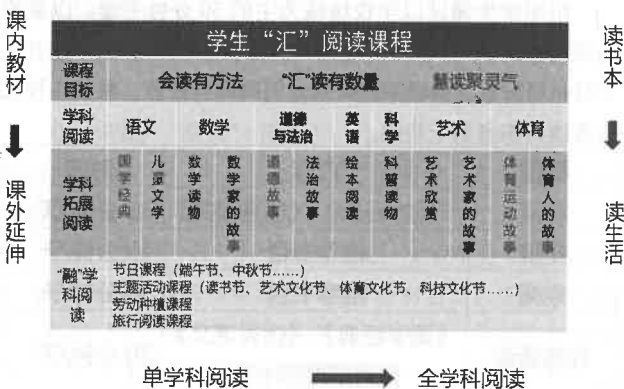 学生“汇”阅读课程
课内教材
课外延伸
课程目标
会读有方法 “汇”读有数量 慧读聚灵气
学科阅读
语文 数学 道德与法治 英语 科学 艺术 体育
学科拓展阅读
国学经典
儿童文学
数学读物
数学家的故事
道德故事
法治故事
绘本阅读
科普读物
艺术欣赏
艺术家的故事
体育运动故事
体育人的故事
“融”学科阅读
节日课程（端午节、中秋节……）
主题活动课程（读书节、艺术文化节、体育文化节、科技文化节……）
劳动种植课程
旅行阅读课程
读书本
读生活
单学科阅读 全学科阅读